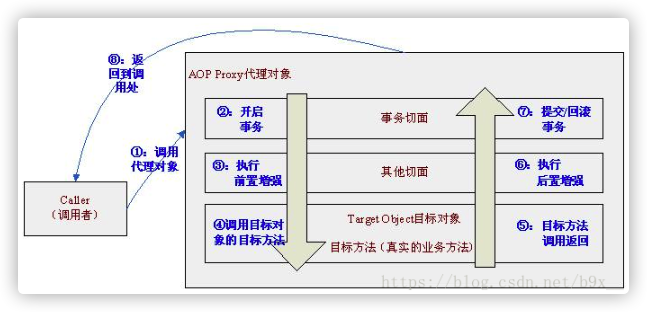 ⑧：返
回到调
用处
AOP Proxy代理对象
②：开启
事务
事务切面
⑦：提交/回滚
事务
①：调用
代理对象
③：执行
前置增强
其他切面
⑥：执行
后置增强
Caller
（调用者）
④调用目标对
象的目标方法
Target Object目标对象
目标方法（真实的业务方法）
⑤：目标方法
调用返回
https://blog.csdn.net/b9x